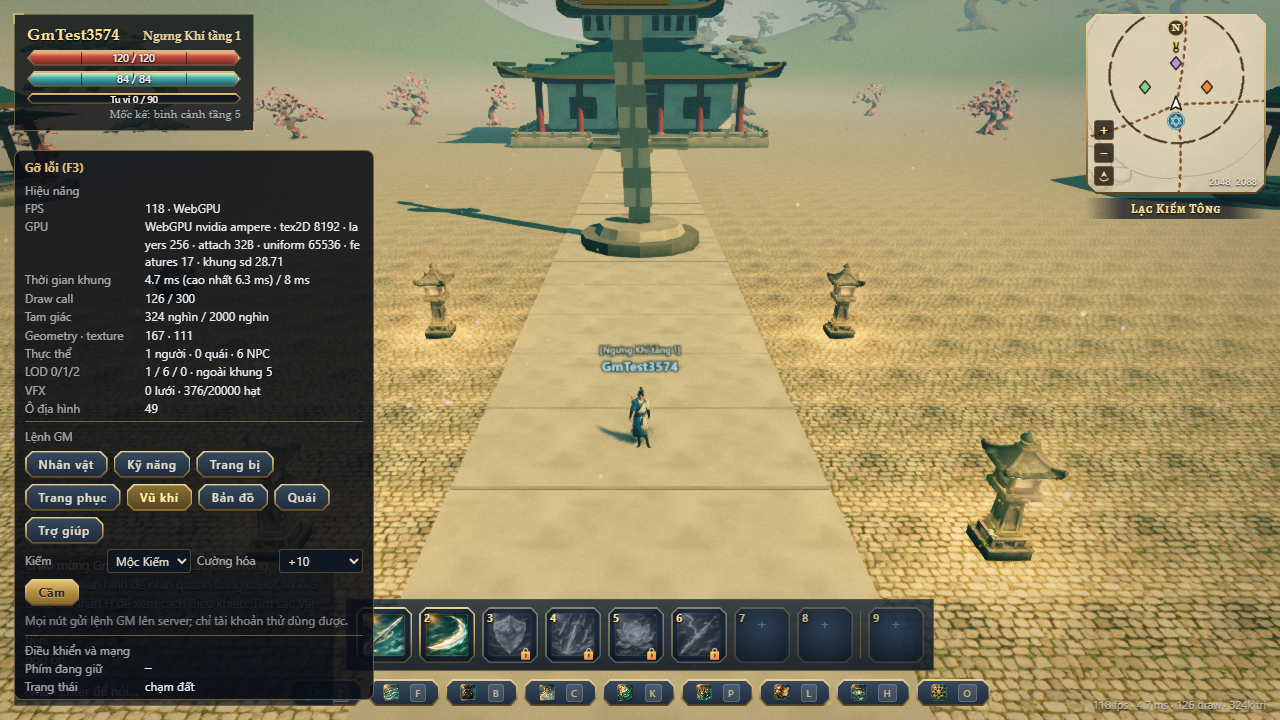 GmTest3574 Ngưng Khí tầng 1
120 / 120
84 / 84
Tu vi 0 / 90
Mốc kế: bình cảnh tầng 5
N
2048, 2088
Lạc Kiếm Tông
Gỡ lỗi (F3)
Hiệu năng
FPS 118 · WebGPU
GPU WebGPU nvidia ampere · tex2D 8192 · la
yers 256 · attach 32B · uniform 65536 · fe
atures 17 · khung sd 28.71
Thời gian khung 4.7 ms (cao nhất 6.3 ms) / 8 ms
Draw call 126 / 300
Tam giác 324 nghìn / 2000 nghìn
Geometry · texture 167 · 111
Thực thể 1 người · 0 quái · 6 NPC
LOD 0/1/2 1 / 6 / 0 · ngoài khung 5
VFX 0 lưới · 376/20000 hạt
Ô địa hình 49
Lệnh GM
Nhân vật Kỹ năng Trang bị
Trang phục Vũ khí Bản đồ Quái
Trợ giúp
Kiếm Mộc Kiếm Cường hóa +10
Cầm
Mọi nút gửi lệnh GM lên server; chỉ tài khoản thử dùng được.
Điều khiển và mạng
Phím đang giữ –
Trạng thái chạm đất
[Ngưng Khí tầng 1]
GmTest3574
2 3 4 5 6 7 8 9
Z F B C K P L H O
118 fps · 4.7 ms · 126 draw · 324k tri